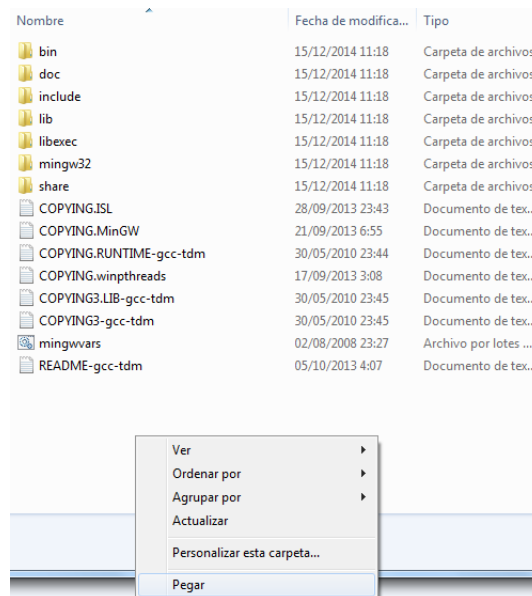 Nombre Fecha de modifica... Tipo
bin 15/12/2014 11:18 Carpeta de archivos
doc 15/12/2014 11:18 Carpeta de archivos
include 15/12/2014 11:18 Carpeta de archivos
lib 15/12/2014 11:18 Carpeta de archivos
libexec 15/12/2014 11:18 Carpeta de archivos
mingw32 15/12/2014 11:18 Carpeta de archivos
share 15/12/2014 11:18 Carpeta de archivos
COPYING.ISL 28/09/2013 23:43 Documento de tex...
COPYING.MinGW 21/09/2013 6:55 Documento de tex...
COPYING.RUNTIME-gcc-tdm 30/05/2010 23:44 Documento de tex...
COPYING.winpthreads 17/09/2013 3:08 Documento de tex...
COPYING3.LIB-gcc-tdm 30/05/2010 23:45 Documento de tex...
COPYING3-gcc-tdm 30/05/2010 23:45 Documento de tex...
mingwvars 02/08/2008 23:27 Archivo por lotes ...
README-gcc-tdm 05/10/2013 4:07 Documento de tex...
Ver
Ordenar por
Agrupar por
Actualizar
Personalizar esta carpeta...
Pegar